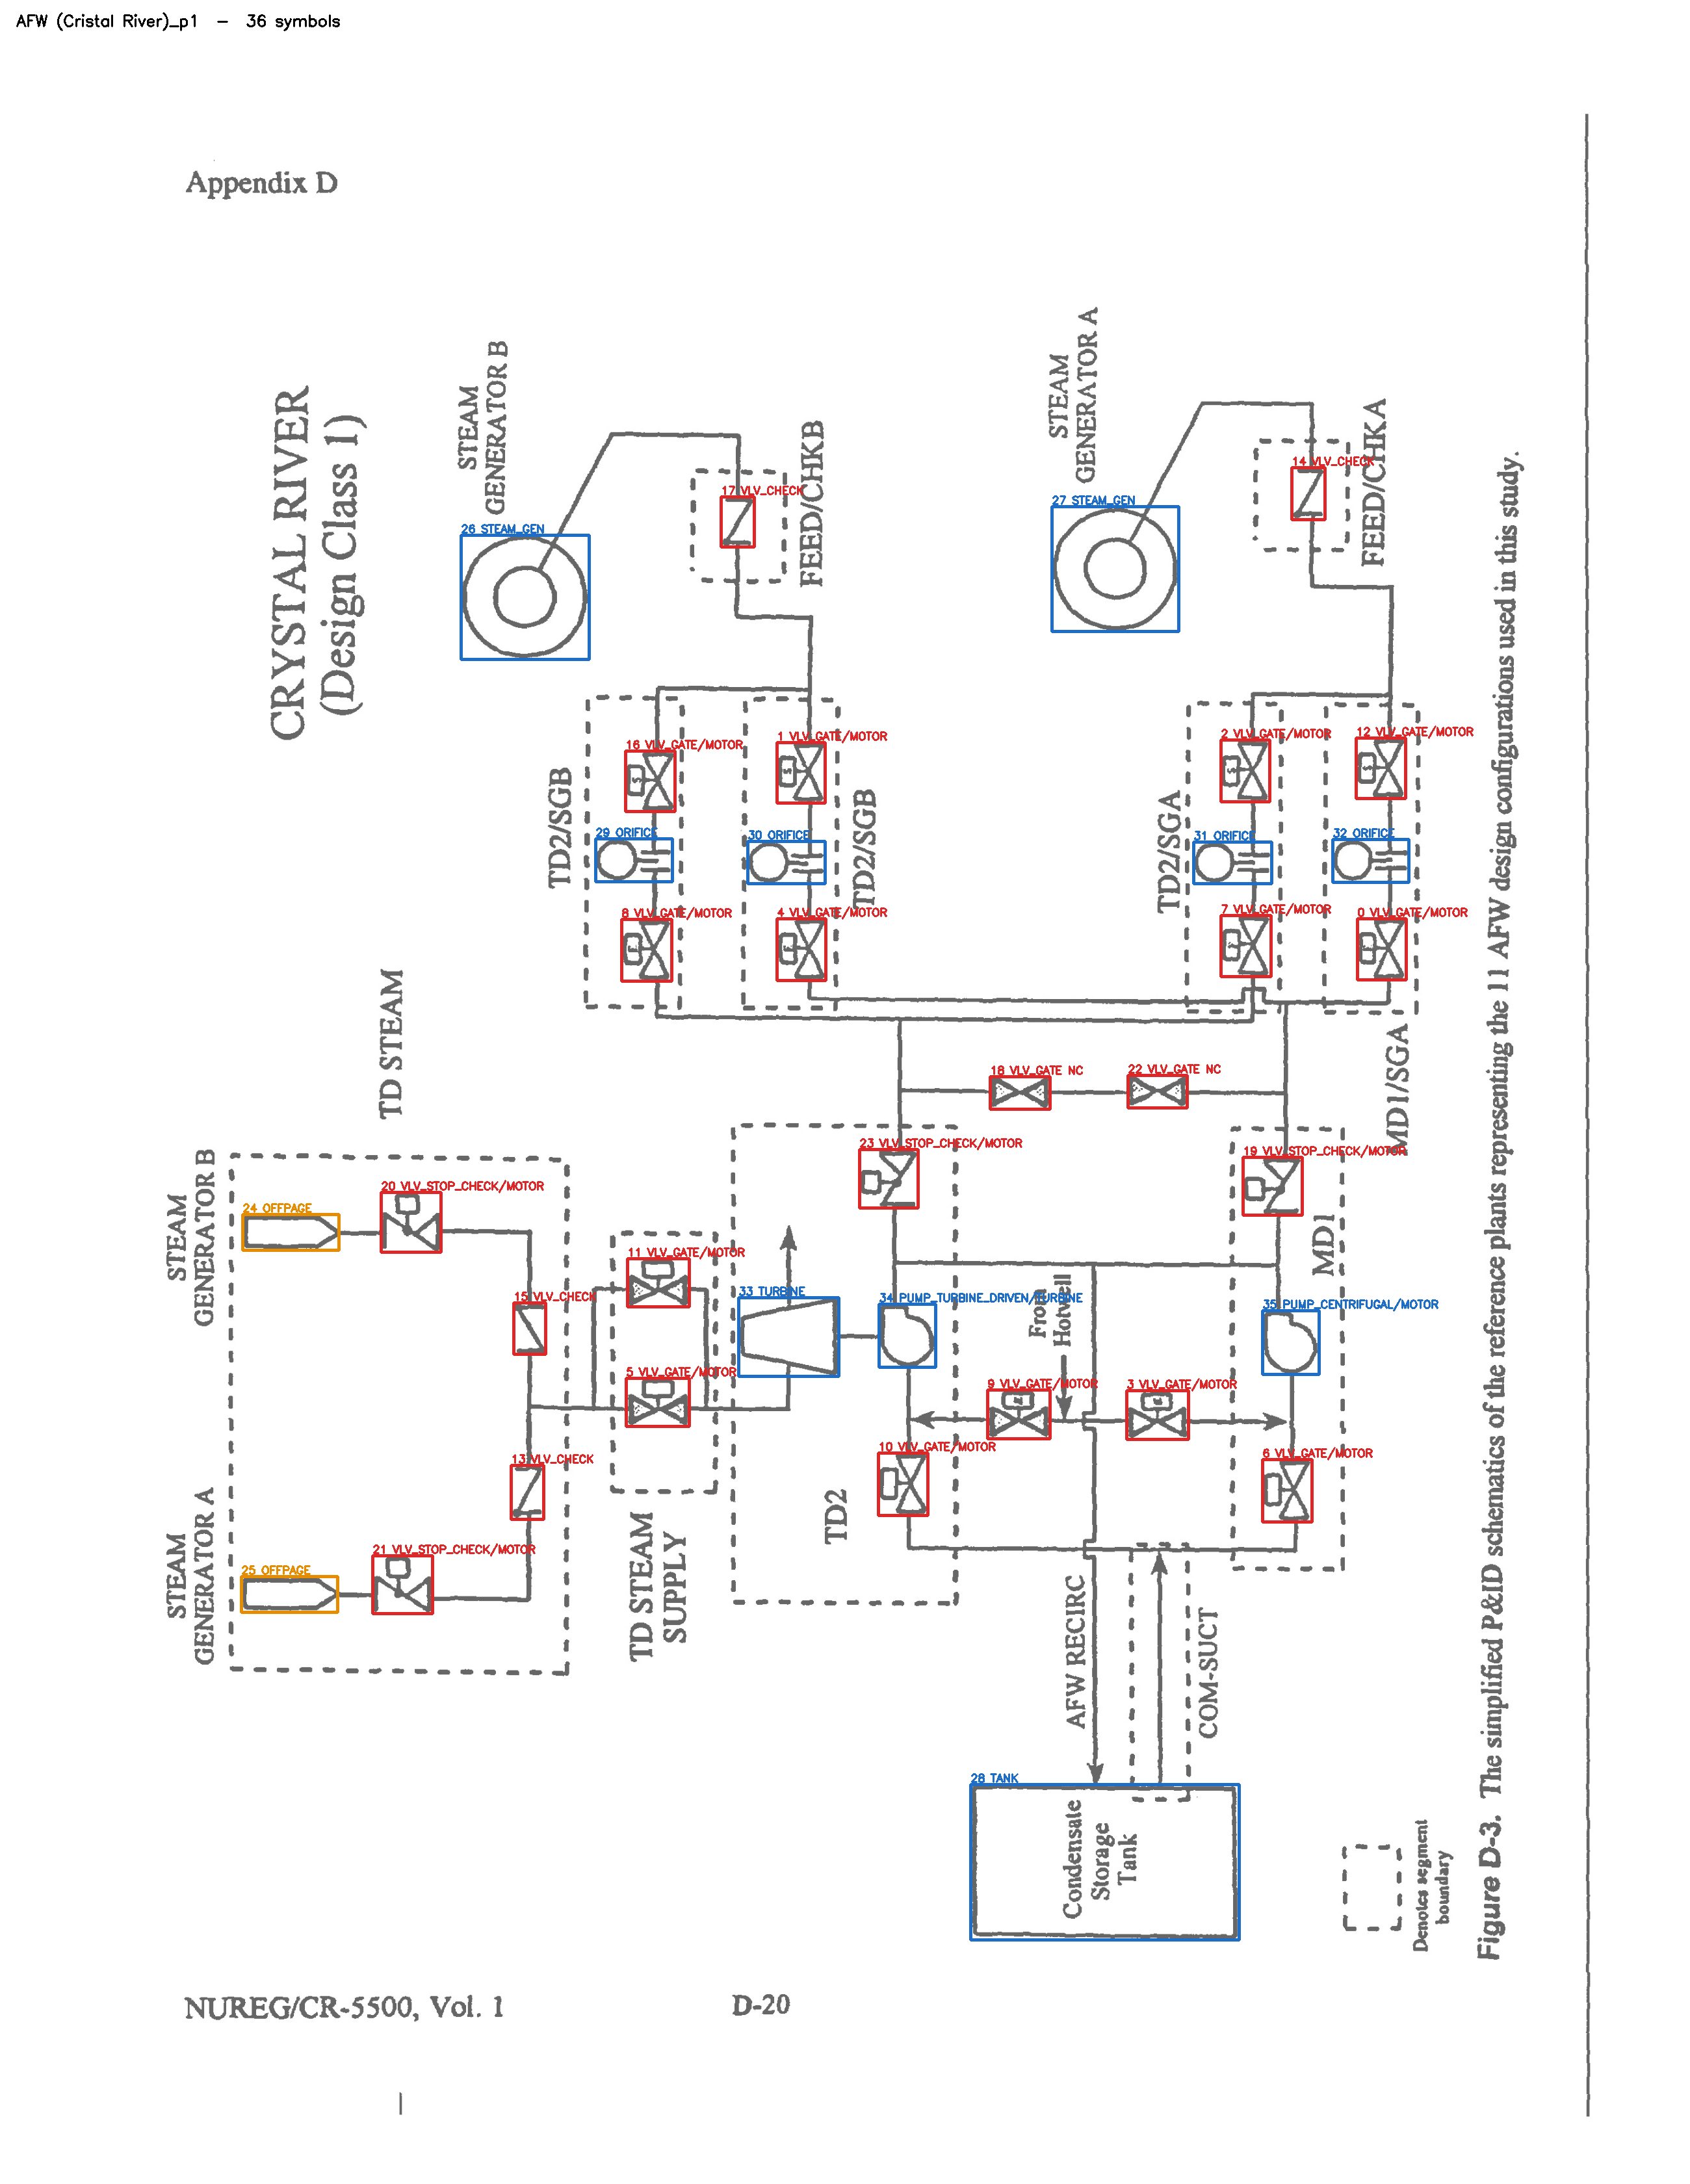 AFW (Cristal River)_p1 – 36 symbols
Appendix D
CRYSTAL RIVER
(Design Class 1)
STEAM
GENERATOR B
STEAM
GENERATOR A
17 VLV_CHECK
14 VLV_CHECK
26 STEAM_GEN
27 STEAM_GEN
FEED/CHKB
FEED/CHKA
16 VLV_GATE/MOTOR
1 VLV_GATE/MOTOR
2 VLV_GATE/MOTOR
12 VLV_GATE/MOTOR
S
S
S
S
TD2/SGB
29 ORIFICE
30 ORIFICE
31 ORIFICE
32 ORIFICE
TD2/SGB
TD2/SGA
8 VLV_GATE/MOTOR
4 VLV_GATE/MOTOR
7 VLV_GATE/MOTOR
0 VLV_GATE/MOTOR
TD STEAM
MD1/SGA
18 VLV_GATE NC
22 VLV_GATE NC
23 VLV_STOP_CHECK/MOTOR
19 VLV_STOP_CHECK/MOTOR
STEAM
GENERATOR B
20 VLV_STOP_CHECK/MOTOR
24 OFFPAGE
11 VLV_GATE/MOTOR
MD1
15 VLV_CHECK
33 TURBINE
34 PUMP_TURBINE_DRIVEN/TURBINE
35 PUMP_CENTRIFUGAL/MOTOR
From
Hotwell
5 VLV_GATE/MOTOR
9 VLV_GATE/MOTOR
3 VLV_GATE/MOTOR
10 VLV_GATE/MOTOR
6 VLV_GATE/MOTOR
13 VLV_CHECK
TD2
STEAM
GENERATOR A
21 VLV_STOP_CHECK/MOTOR
25 OFFPAGE
TD STEAM
SUPPLY
AFW RECIRC
COM-SUCT
28 TANK
Condensate
Storage
Tank
Denotes segment
boundary
Figure D-3. The simplified P&ID schematics of the reference plants representing the 11 AFW design configurations used in this study.
NUREG/CR-5500, Vol. 1
D-20